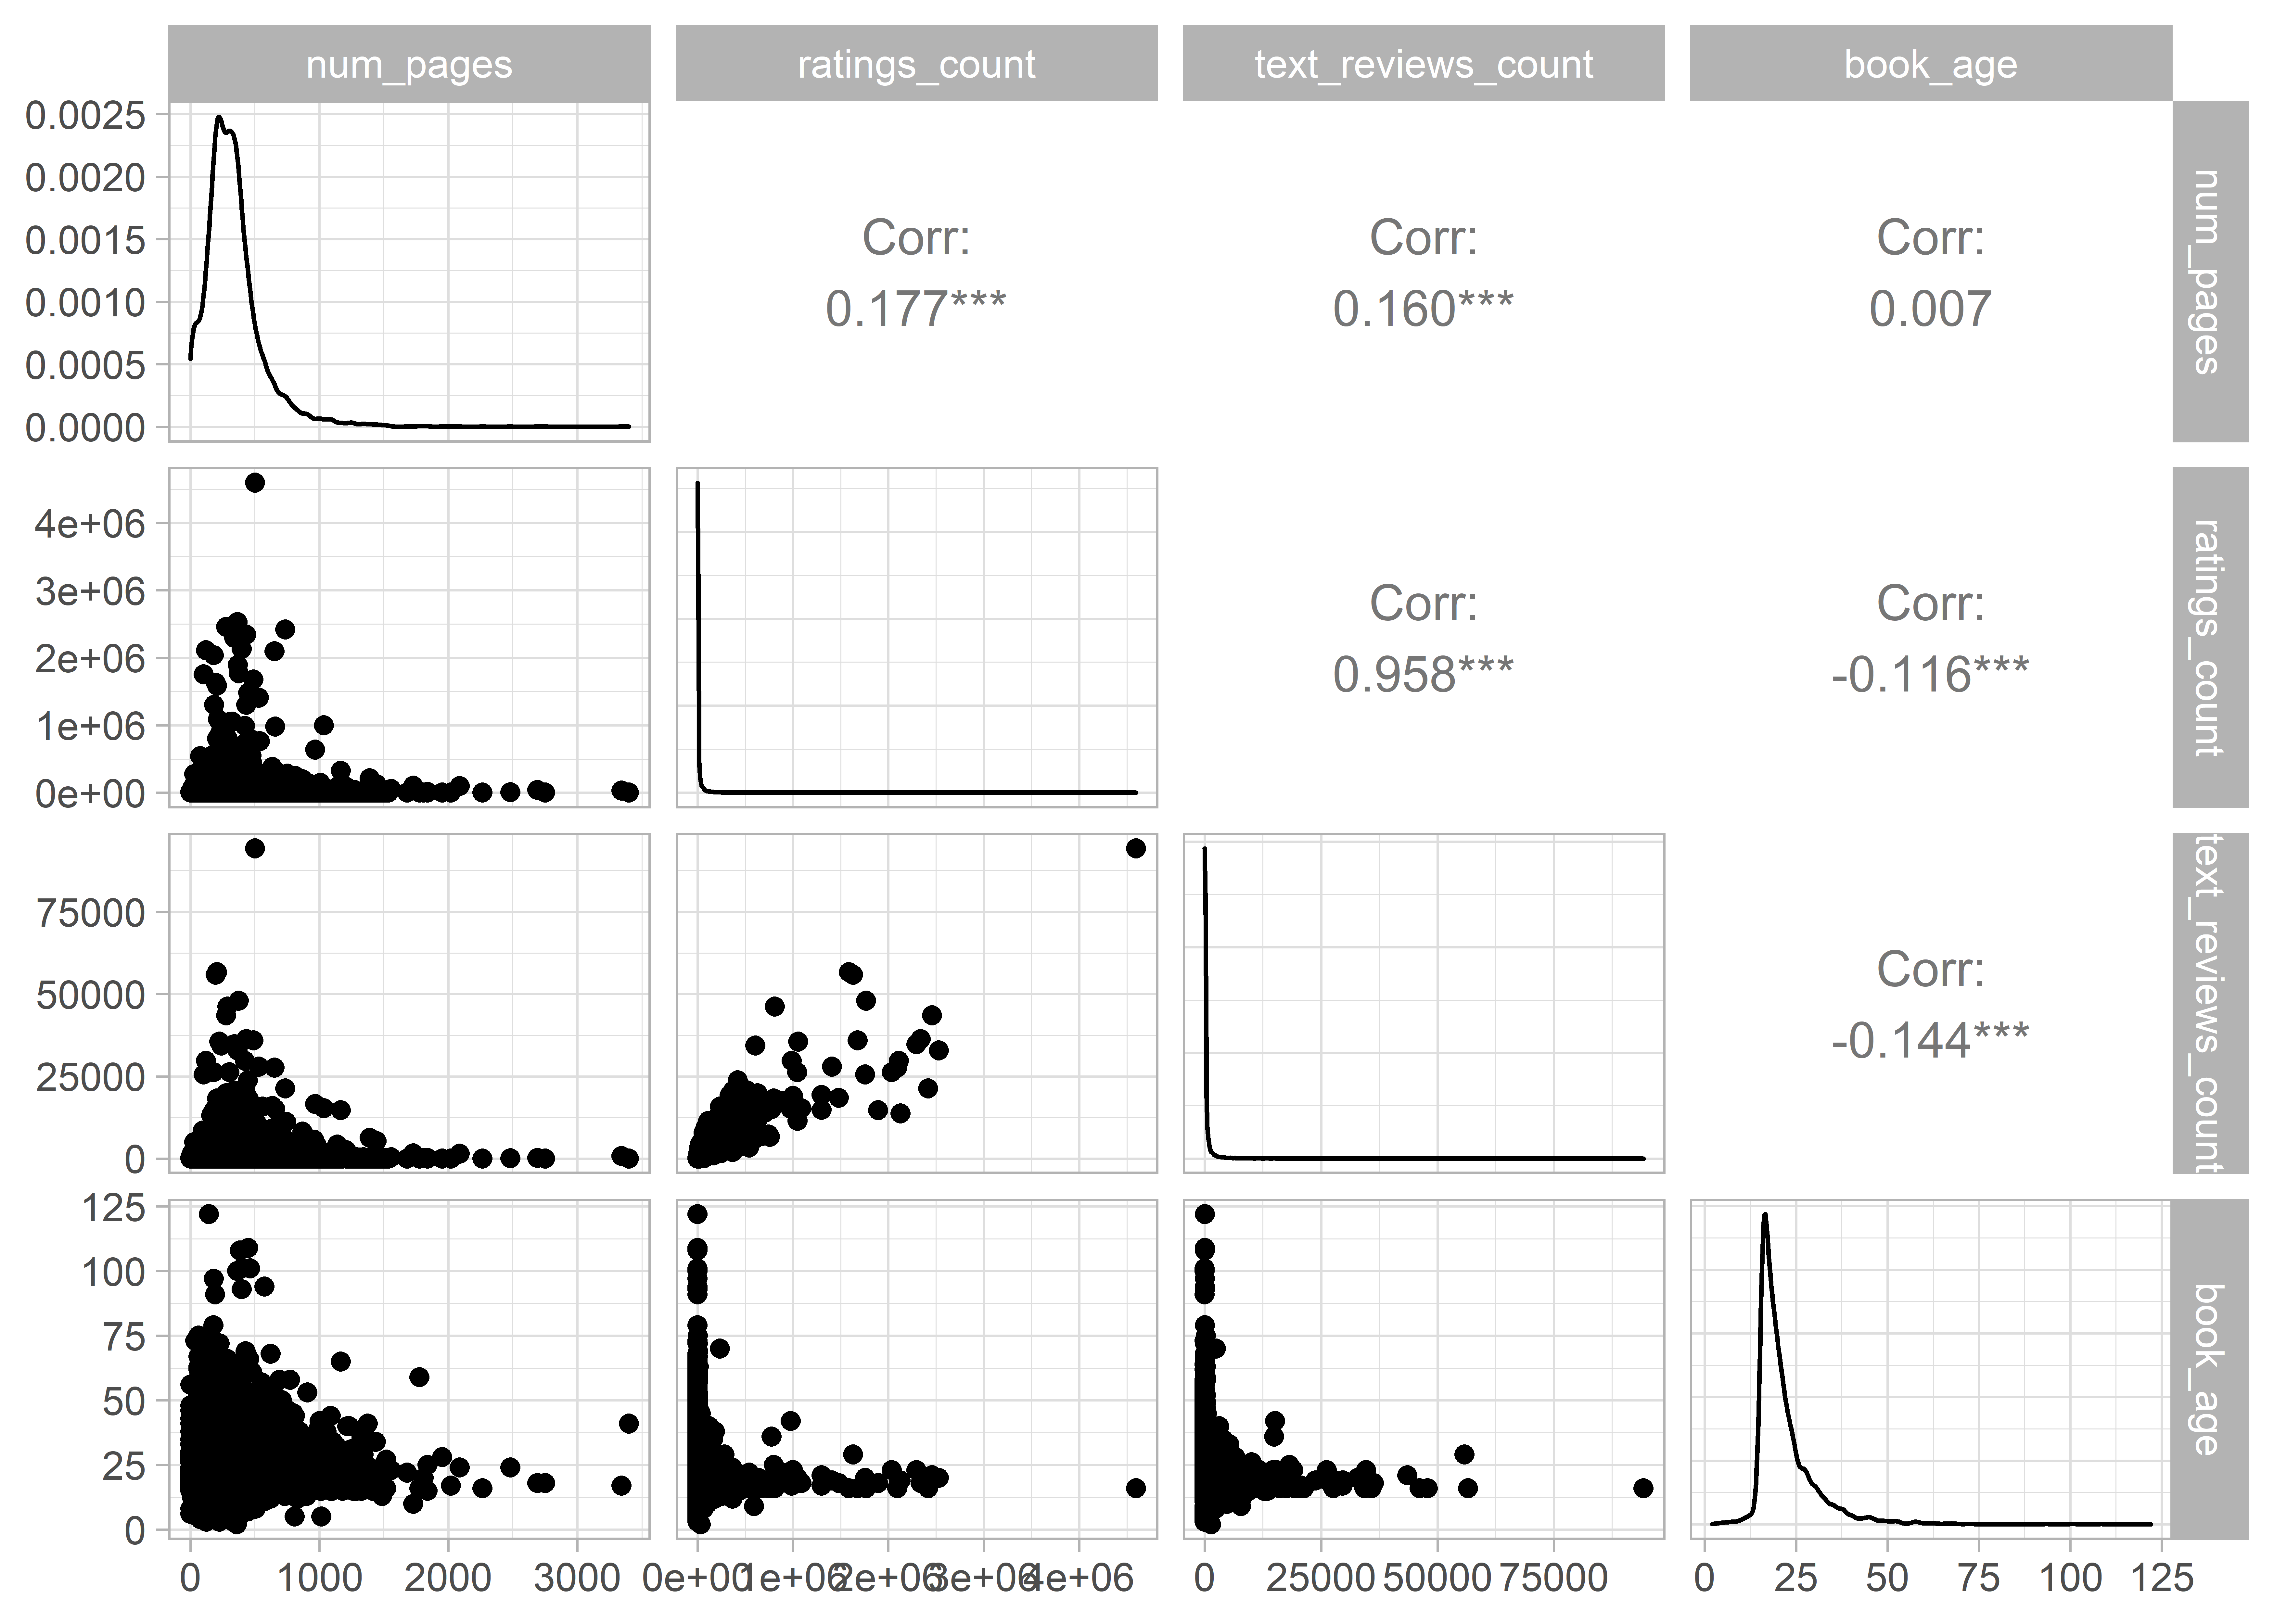 num_pages ratings_count text_reviews_count book_age
0.0025
0.0020
0.0015
0.0010
0.0005
0.0000
Corr:
0.177***
Corr:
0.160***
Corr:
0.007
num_pages
4e+06
3e+06
2e+06
1e+06
0e+00
Corr:
0.958***
Corr:
-0.116***
ratings_count
75000
50000
25000
0
Corr:
-0.144***
text_reviews_count
125
100
75
50
25
0
book_age
0 1000 2000 3000
0e+00 1e+06 2e+06 3e+06 4e+06
0 25000 50000 75000
0 25 50 75 100 125